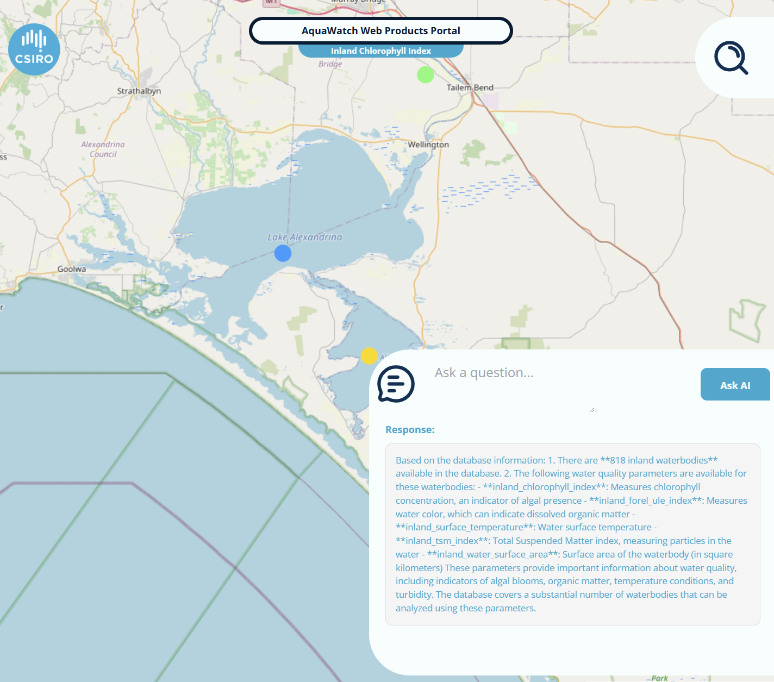 Murray Bridge
M1
AquaWatch Web Products Portal
Inland Chlorophyll Index
CSIRO
Bridge
Strathalbyn
Tailem Bend
Alexandrina
Council
Wellington
Lake Alexandrina
Goolwa
Ask a question...
Ask AI
Response:
Based on the database information: 1. There are **818 inland waterbodies**
available in the database. 2. The following water quality parameters are available for
these waterbodies: - **inland_chlorophyll_index**: Measures chlorophyll
concentration, an indicator of algal presence - **inland_forel_ule_index**: Measures
water color, which can indicate dissolved organic matter -
**inland_surface_temperature**: Water surface temperature -
**inland_tsm_index**: Total Suspended Matter index, measuring particles in the
water - **inland_water_surface_area**: Surface area of the waterbody (in square
kilometers) These parameters provide important information about water quality,
including indicators of algal blooms, organic matter, temperature conditions, and
turbidity. The database covers a substantial number of waterbodies that can be
analyzed using these parameters.
Park